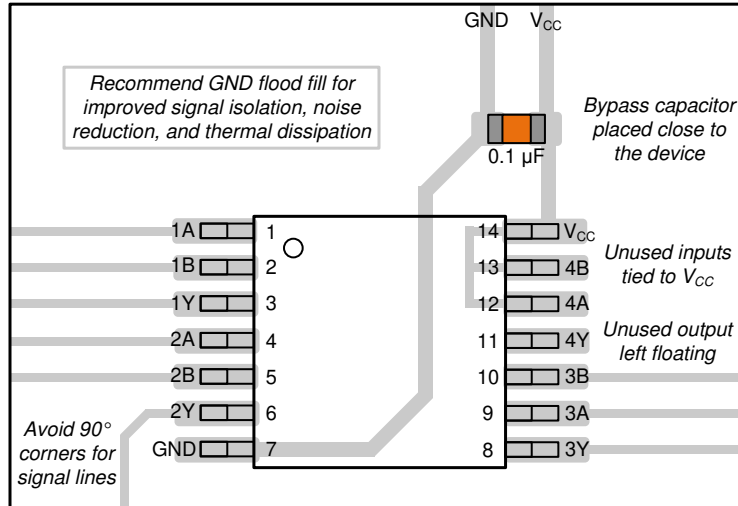 GND V_CC
Recommend GND flood fill for
improved signal isolation, noise
reduction, and thermal dissipation
Bypass capacitor
placed close to
the device
0.1 µF
1A 1 14 V_CC
1B 2 13 4B
1Y 3 12 4A
2A 4 11 4Y
2B 5 10 3B
2Y 6 9 3A
GND 7 8 3Y
Unused inputs
tied to V_CC
Unused output
left floating
Avoid 90°
corners for
signal lines